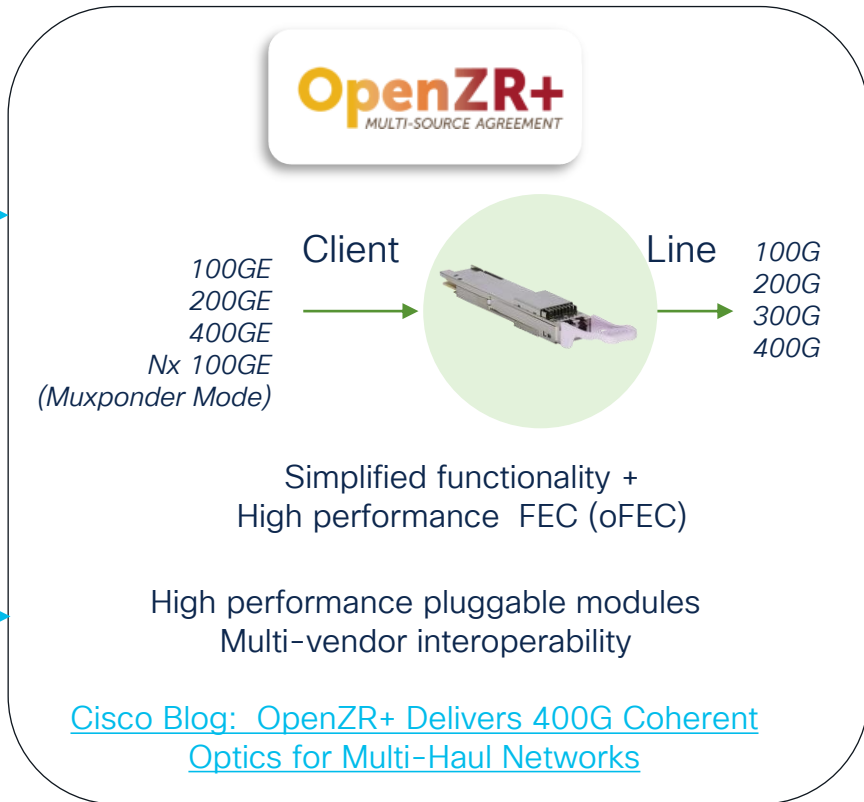 OpenZR+
MULTI-SOURCE AGREEMENT
Client
100GE
200GE
400GE
Nx 100GE
(Muxponder Mode)
Line
100G
200G
300G
400G
Simplified functionality +
High performance FEC (oFEC)
High performance pluggable modules
Multi-vendor interoperability
Cisco Blog: OpenZR+ Delivers 400G Coherent
Optics for Multi-Haul Networks